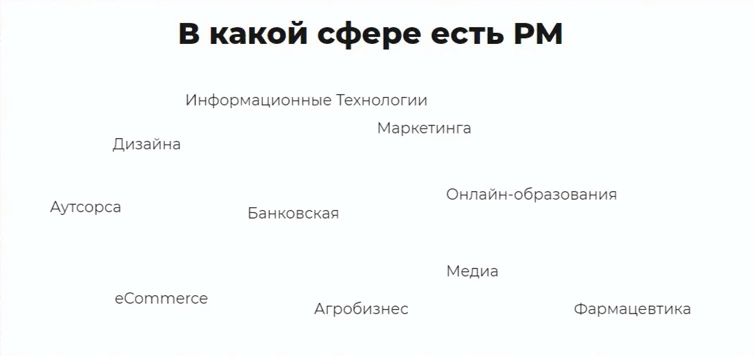 В какой сфере есть PM
Информационные Технологии
Маркетинга
Дизайна
Онлайн-образования
Аутсорса
Банковская
Медиа
eCommerce
Агробизнес
Фармацевтика